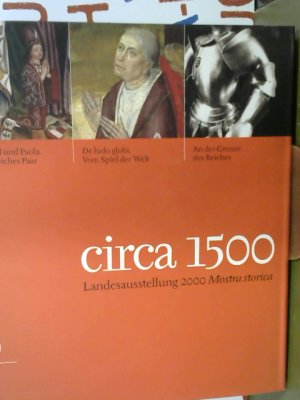 und Paola.
iches Paar
De ludo globi.
Vom Spiel der Welt
An der Grenze
des Reiches
circa 1500
Landesausstellung 2000 Mostra storica